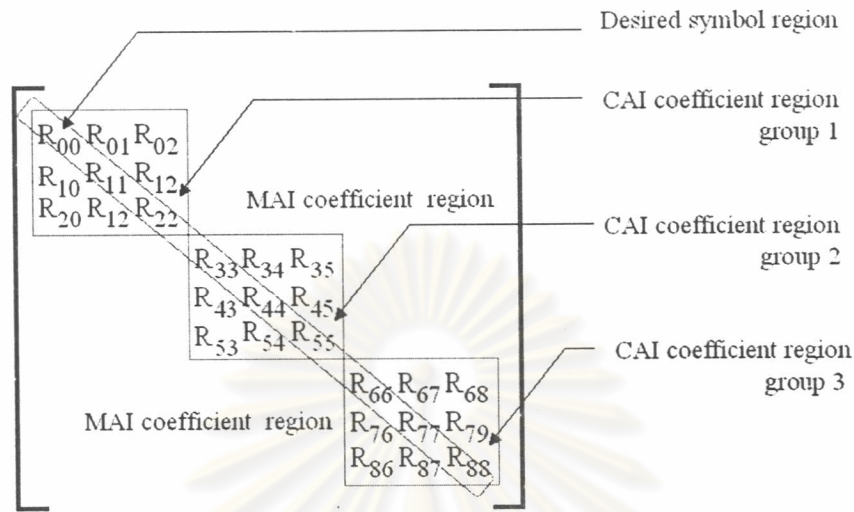 Desired symbol region
CAI coefficient region
group 1
R00 R01 R02
R10 R11 R12
R20 R12 R22
MAI coefficient region
CAI coefficient region
group 2
R33 R34 R35
R43 R44 R45
R53 R54 R55
CAI coefficient region
group 3
R66 R67 R68
R76 R77 R79
R86 R87 R88
MAI coefficient region